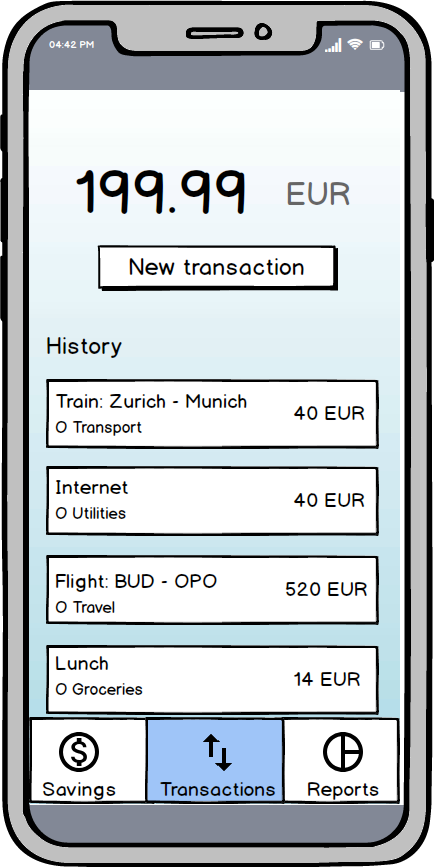 04:42 PM
199.99 EUR
New transaction
History
Train: Zurich - Munich
40 EUR
O Transport
Internet
40 EUR
O Utilities
Flight: BUD - OPO
520 EUR
O Travel
Lunch
14 EUR
O Groceries
Savings Transactions Reports